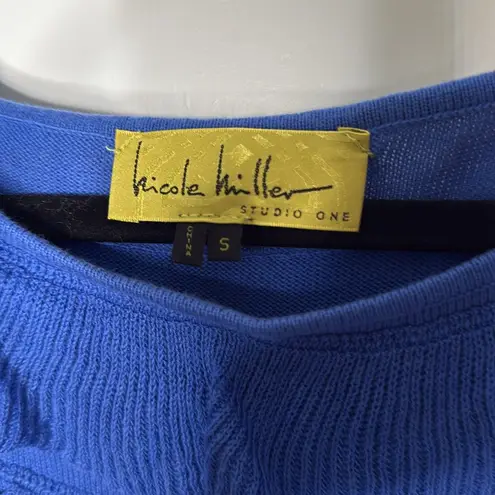 nicole miller
STUDIO ONE
CHINA
S